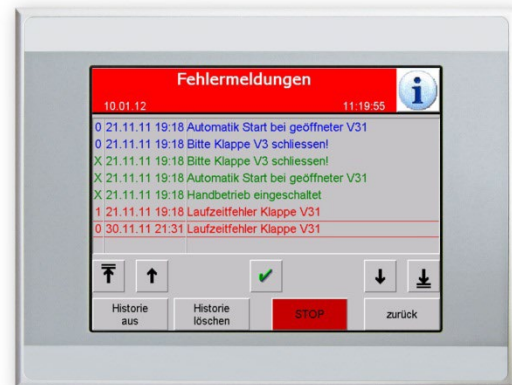 Fehlermeldungen
10.01.12 11:19:55
i
0 21.11.11 19:18 Automatik Start bei geöffneter V31
0 21.11.11 19:18 Bitte Klappe V3 schliessen!
X 21.11.11 19:18 Bitte Klappe V3 schliessen!
X 21.11.11 19:18 Automatik Start bei geöffneter V31
X 21.11.11 19:18 Handbetrieb eingeschaltet
1 21.11.11 19:18 Laufzeitfehler Klappe V31
0 30.11.11 21:31 Laufzeitfehler Klappe V31
Historie aus
Historie löschen
STOP
zurück